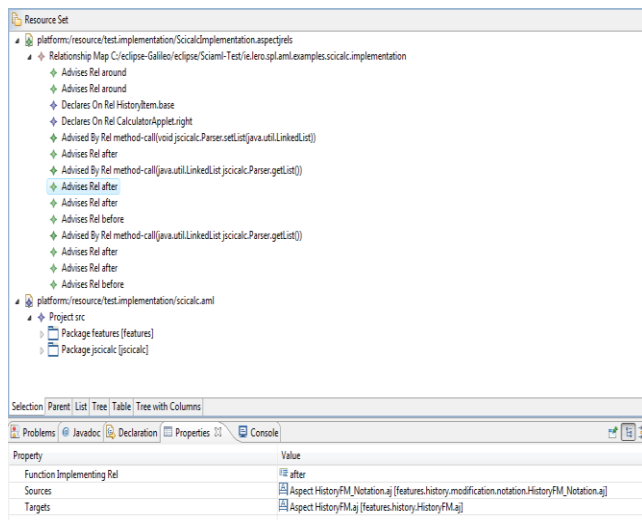 Resource Set
platform:/resource/test.implementation/ScicalcImplementation.aspectjrels
Relationship Map C:/eclipse-Galileo/eclipse/Sciaml-Test/ie.lero.spl.aml.examples.scicalc.implementation
Advises Rel around
Advises Rel around
Declares On Rel HistoryItem.base
Declares On Rel CalculatorApplet.right
Advised By Rel method-call(void jscicalc.Parser.setList(java.util.LinkedList))
Advises Rel after
Advised By Rel method-call(java.util.LinkedList jscicalc.Parser.getList())
Advises Rel after
Advises Rel after
Advises Rel before
Advised By Rel method-call(java.util.LinkedList jscicalc.Parser.getList())
Advises Rel after
Advises Rel after
Advises Rel before
platform:/resource/test.implementation/scicalc.aml
Project src
Package features [features]
Package jscicalc [jscicalc]
Selection Parent List Tree Table Tree with Columns
Problems @ Javadoc Declaration Properties Console
Property Value
Function Implementing Rel after
Sources Aspect HistoryFM_Notation.aj [features.history.modification.notation.HistoryFM_Notation.aj]
Targets Aspect HistoryFM.aj [features.history.HistoryFM.aj]